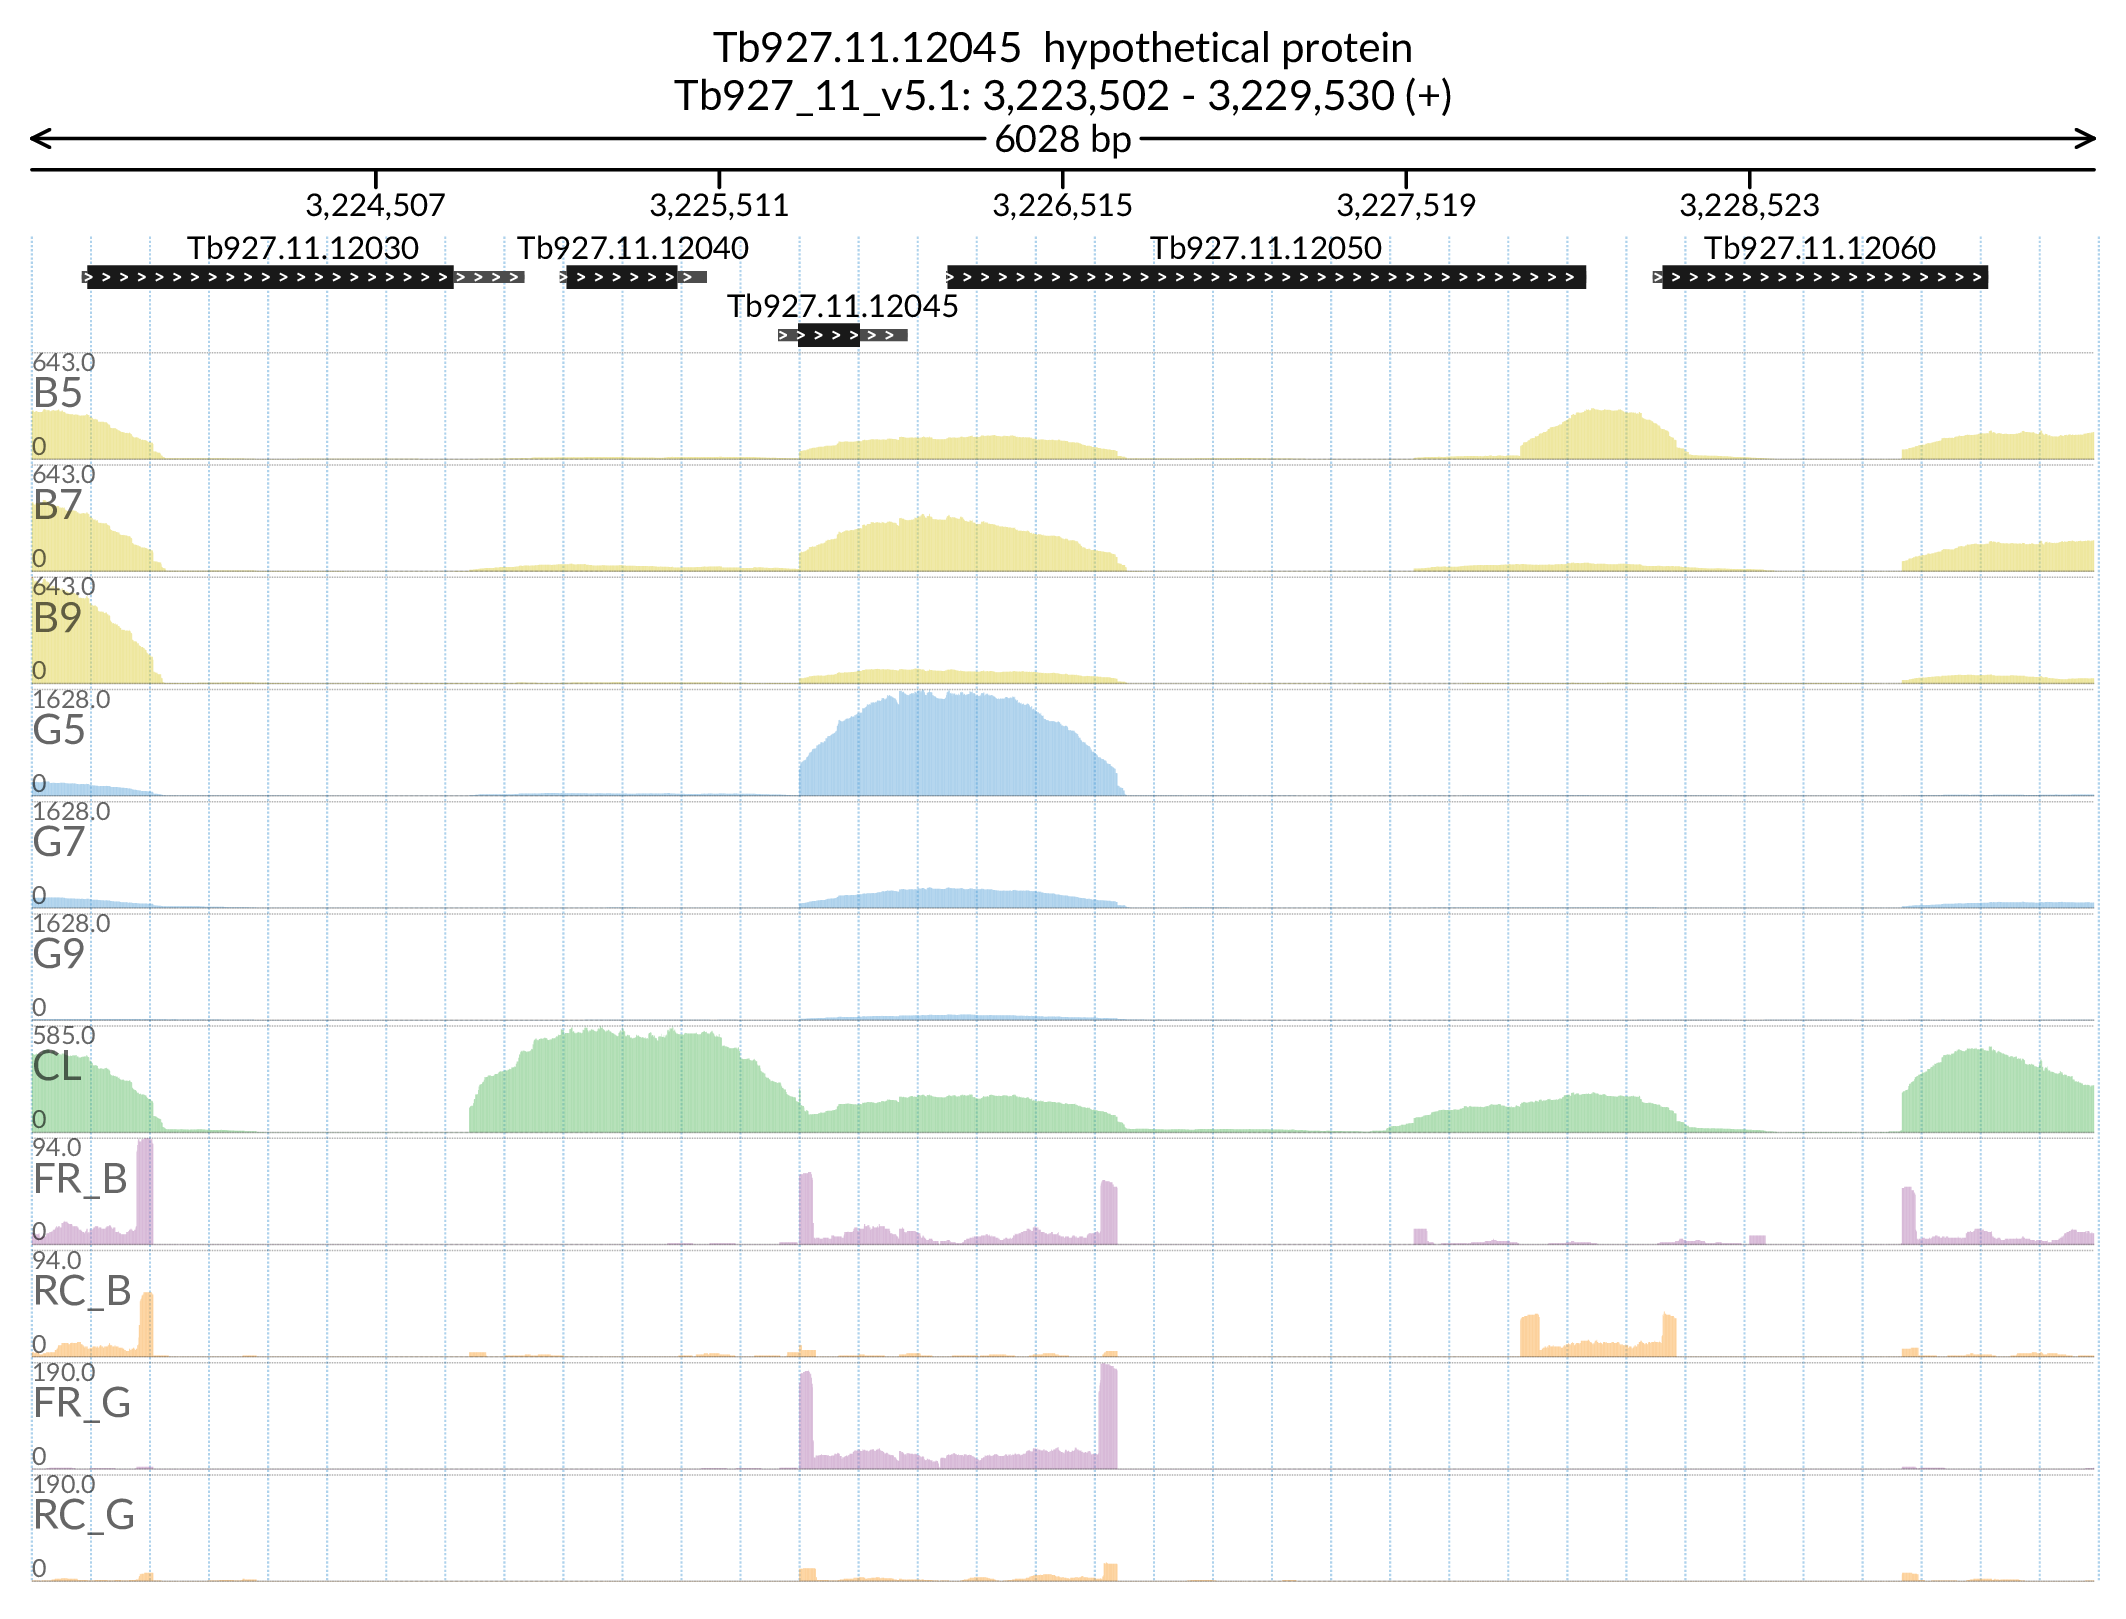 Tb927.11.12045  hypothetical protein
Tb927_11_v5.1: 3,223,502 - 3,229,530 (+)
6028 bp
3,224,507 3,225,511 3,226,515 3,227,519 3,228,523
Tb927.11.12030 Tb927.11.12040 Tb927.11.12050 Tb927.11.12060
Tb927.11.12045
643.0
B5
0
643.0
B7
0
643.0
B9
0
1628.0
G5
0
1628.0
G7
0
1628.0
G9
0
585.0
CL
0
94.0
FR_B
0
94.0
RC_B
0
190.0
FR_G
0
190.0
RC_G
0